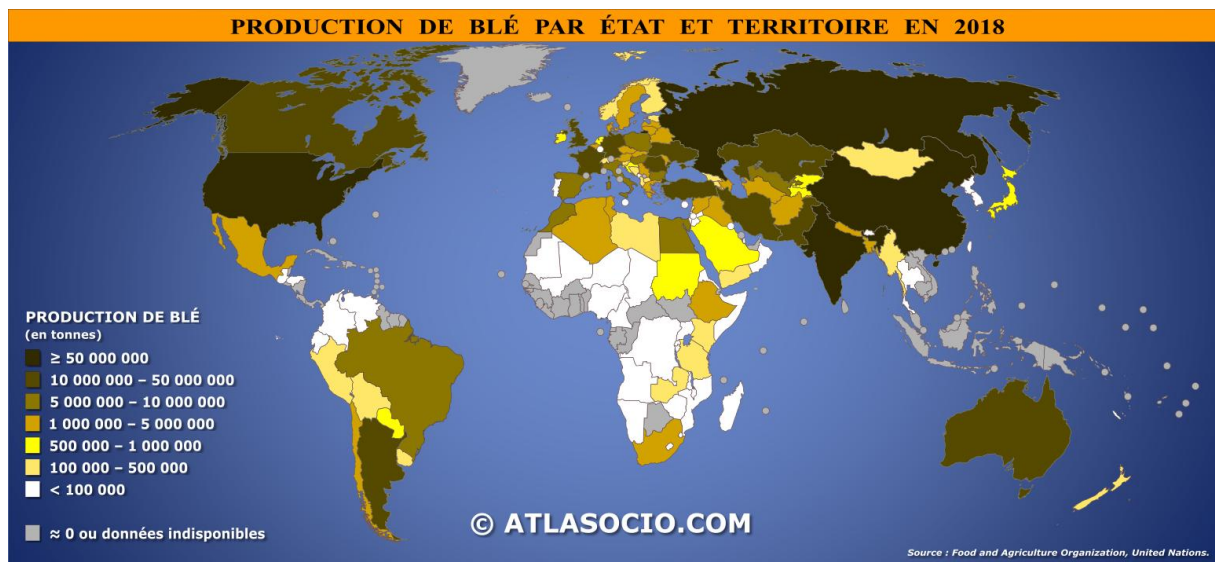 PRODUCTION DE BLÉ PAR ÉTAT ET TERRITOIRE EN 2018
PRODUCTION DE BLÉ
(en tonnes)
≥ 50 000 000
10 000 000 – 50 000 000
5 000 000 – 10 000 000
1 000 000 – 5 000 000
500 000 – 1 000 000
100 000 – 500 000
< 100 000
≈ 0 ou données indisponibles
© ATLASOCIO.COM
Source : Food and Agriculture Organization, United Nations.